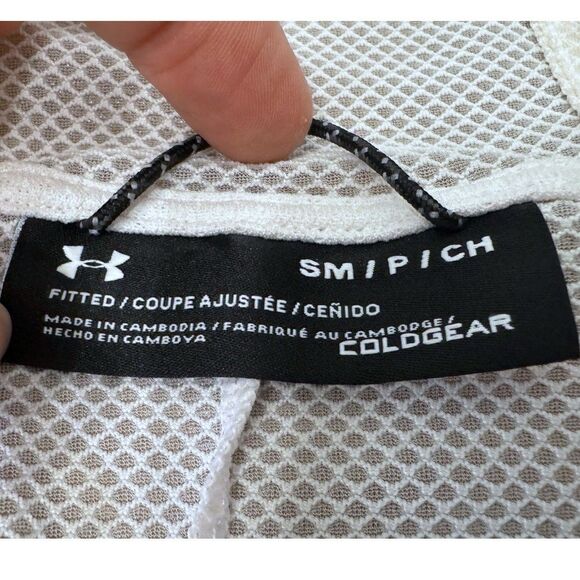 SM / P / CH
FITTED / COUPE AJUSTÉE / CEÑIDO
MADE IN CAMBODIA / FABRIQUÉ AU CAMBODGE /
HECHO EN CAMBOYA
COLDGEAR